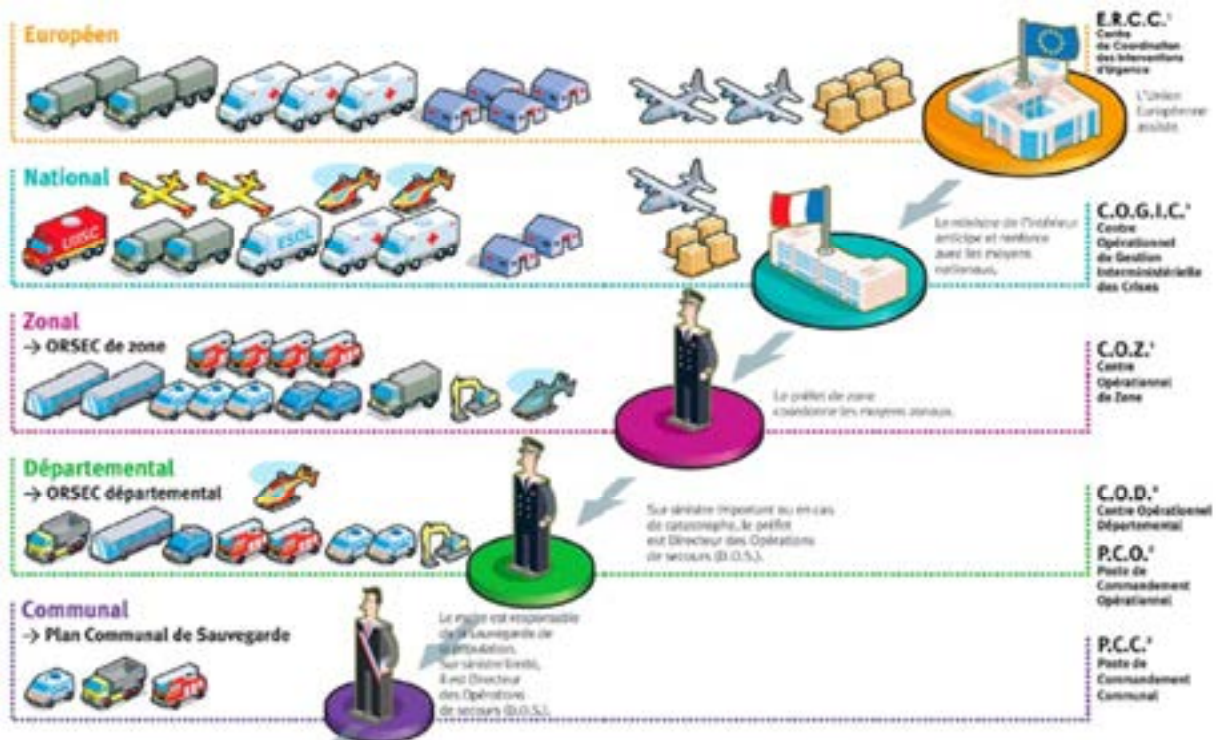 Européen
E.R.C.C.¹
Centre
de Coordination
des Interventions
d'Urgence
L'Union
Européenne
assiste
National
UIISC
ESOL
Le ministre de l'Intérieur
anticipe et renforce
avec les moyens
nationaux.
C.O.G.I.C.
Centre
Opérationnel
de Gestion
Interministérielle
des Crises
Zonal
→ ORSEC de zone
Le préfet de zone
coordonne les moyens zonaux.
C.O.Z.
Centre
Opérationnel
de Zone
Départemental
→ ORSEC départemental
Sur sinistre important ou en cas
de catastrophe, le préfet
est Directeur des Opérations
de secours (D.O.S.).
C.O.D.
Centre Opérationnel
Départemental
P.C.O.
Poste de
Commandement
Opérationnel
Communal
→ Plan Communal de Sauvegarde
Le maire est responsable
de la sauvegarde de
la population.
Sur sinistre limité,
il est Directeur
des Opérations
de secours (D.O.S.).
P.C.C.
Poste de
Commandement
Communal